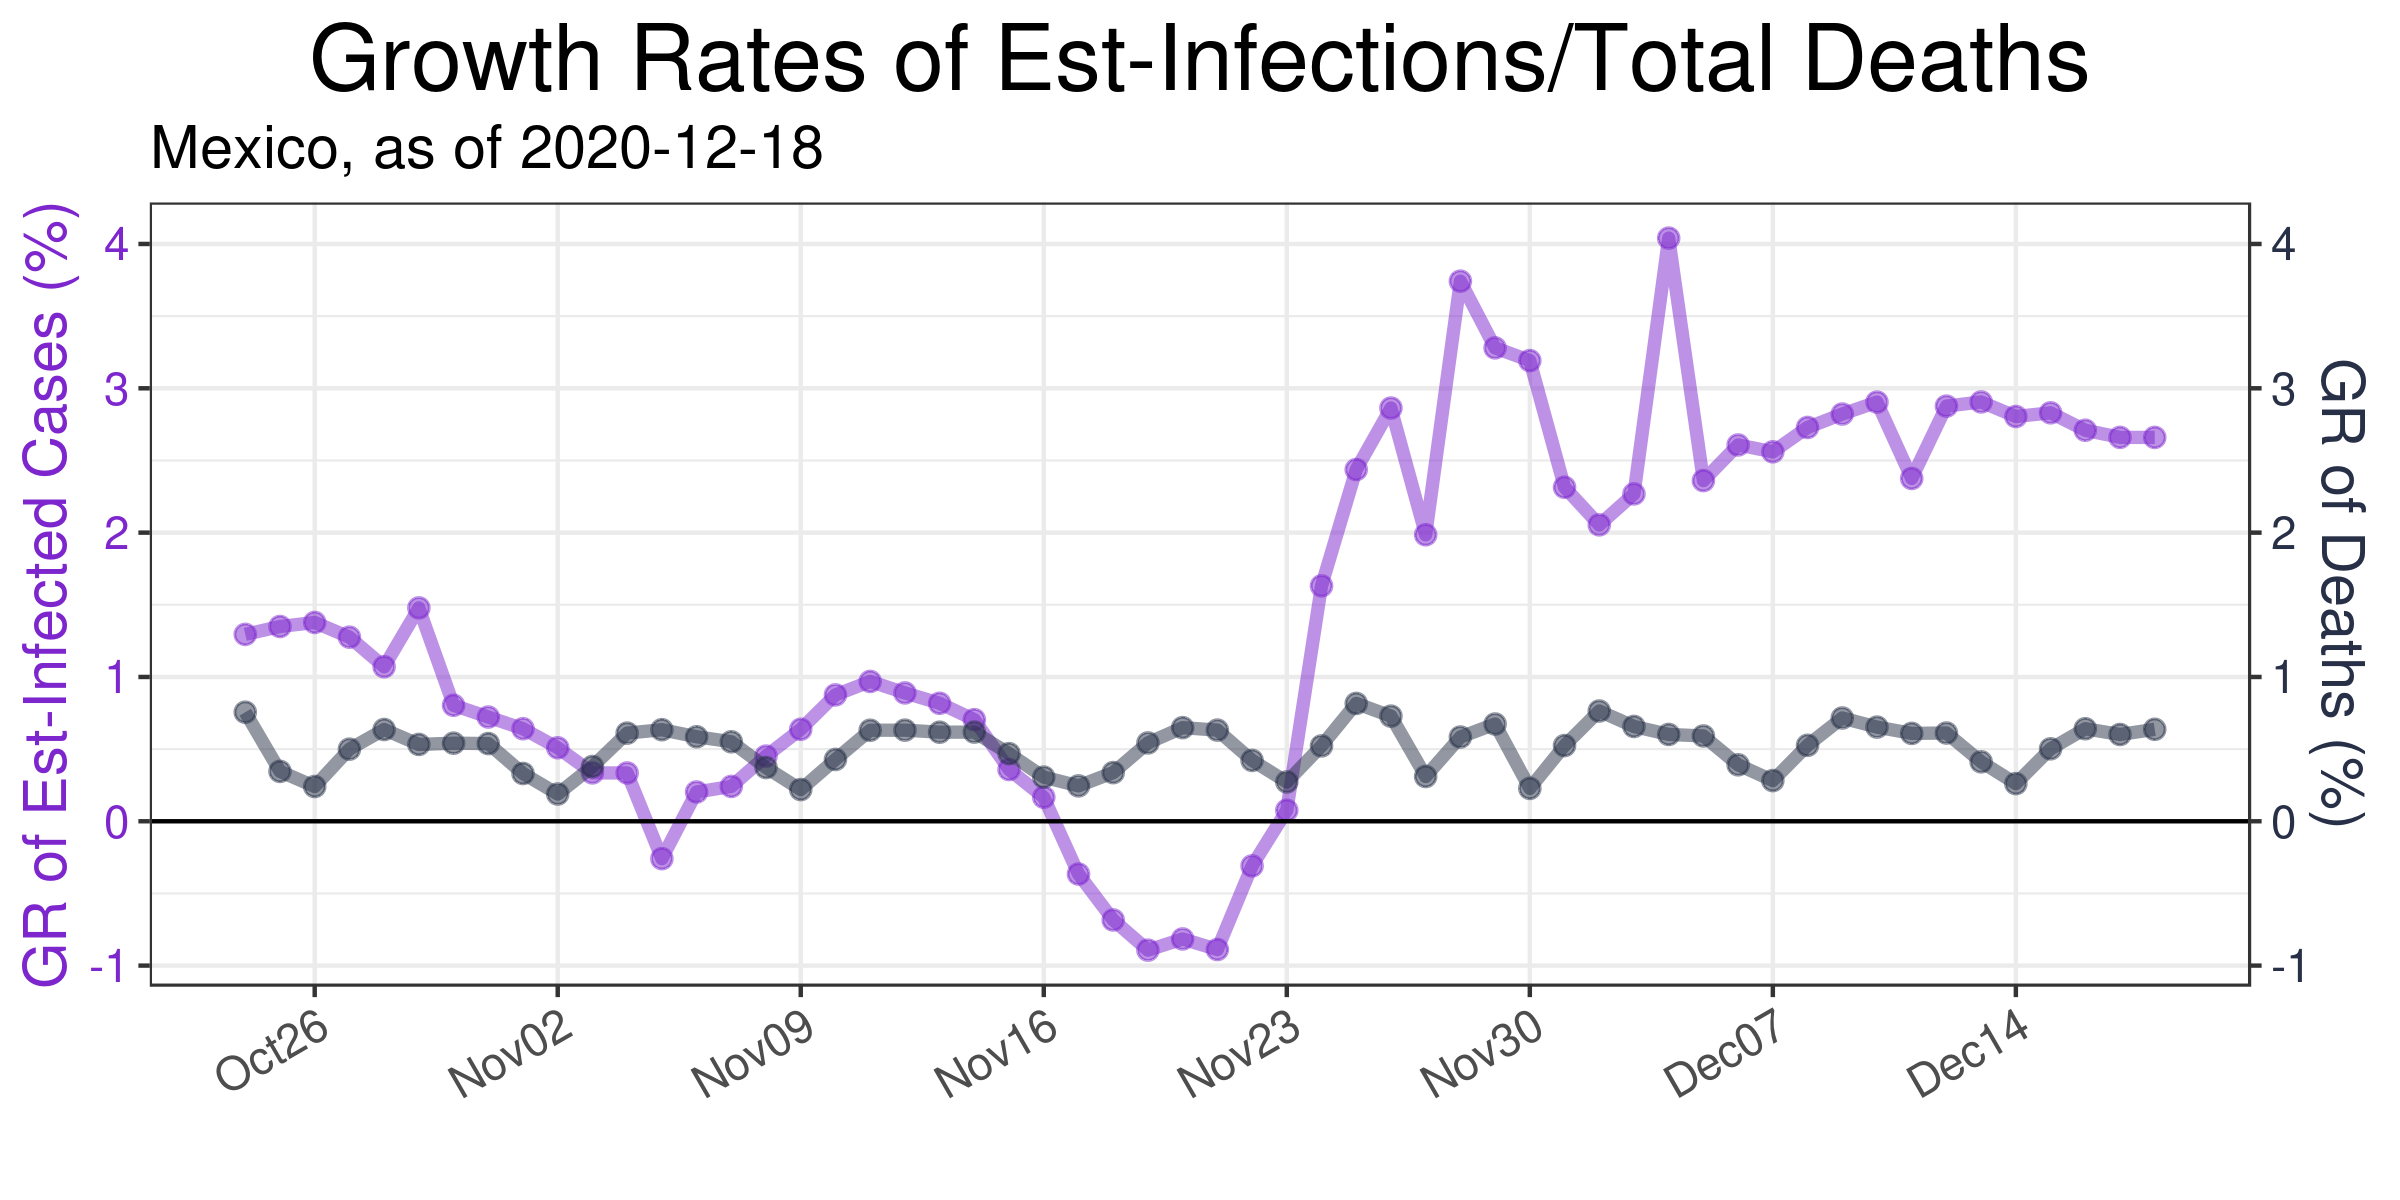 Growth Rates of Est-Infections/Total Deaths
Mexico, as of 2020-12-18
GR of Est-Infected Cases (%)
4
3
2
1
0
-1
4
3
2
1
0
-1
GR of Deaths (%)
Oct26
Nov02
Nov09
Nov16
Nov23
Nov30
Dec07
Dec14